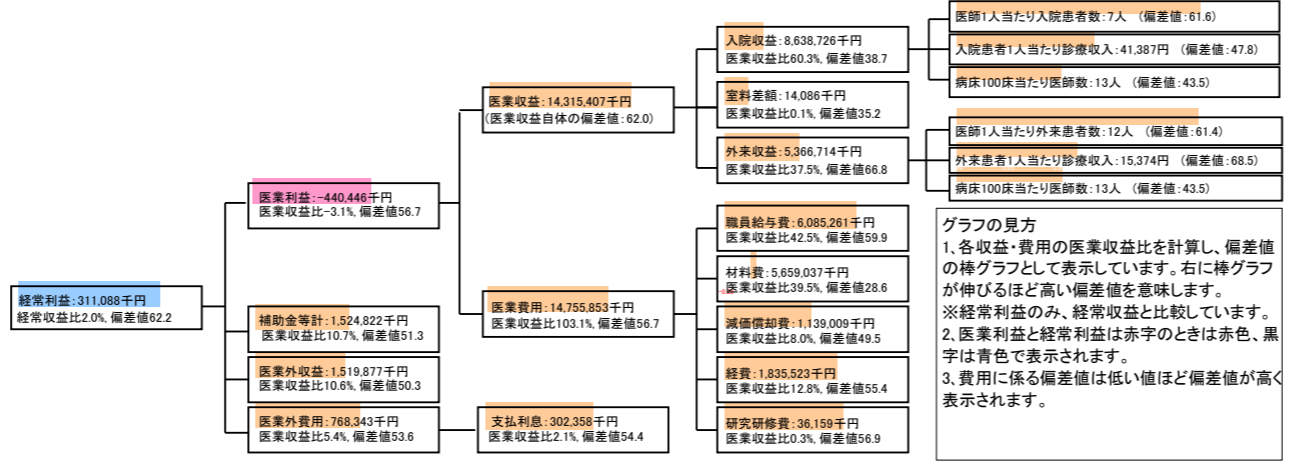 経常利益:311,088千円
経常収益比2.0%, 偏差値62.2
医業利益:-440,446千円
医業収益比-3.1%, 偏差値56.7
補助金等計:1,524,822千円
医業収益比10.7%, 偏差値51.3
医業外収益:1,519,877千円
医業収益比10.6%, 偏差値50.3
医業外費用:768,343千円
医業収益比5.4%, 偏差値53.6
医業収益:14,315,407千円
(医業収益自体の偏差値:62.0)
医業費用:14,755,853千円
医業収益比103.1%, 偏差値56.7
支払利息:302,358千円
医業収益比2.1%, 偏差値54.4
入院収益:8,638,726千円
医業収益比60.3%, 偏差値38.7
室料差額:14,086千円
医業収益比0.1%, 偏差値35.2
外来収益:5,366,714千円
医業収益比37.5%, 偏差値66.8
職員給与費:6,085,261千円
医業収益比42.5%, 偏差値59.9
材料費:5,659,037千円
医業収益比39.5%, 偏差値28.6
減価償却費:1,139,009千円
医業収益比8.0%, 偏差値49.5
経費:1,835,523千円
医業収益比12.8%, 偏差値55.4
研究研修費:36,159千円
医業収益比0.3%, 偏差値56.9
医師1人当たり入院患者数:7人 (偏差値:61.6)
入院患者1人当たり診療収入:41,387円 (偏差値:47.8)
病床100床当たり医師数:13人 (偏差値:43.5)
医師1人当たり外来患者数:12人 (偏差値:61.4)
外来患者1人当たり診療収入:15,374円 (偏差値:68.5)
病床100床当たり医師数:13人 (偏差値:43.5)
グラフの見方
1、各収益・費用の医業収益比を計算し、偏差値
の棒グラフとして表示しています。右に棒グラフ
が伸びるほど高い偏差値を意味します。
※経常利益のみ、経常収益と比較しています。
2、医業利益と経常利益は赤字のときは赤色、黒
字は青色で表示されます。
3、費用に係る偏差値は低い値ほど偏差値が高く
表示されます。